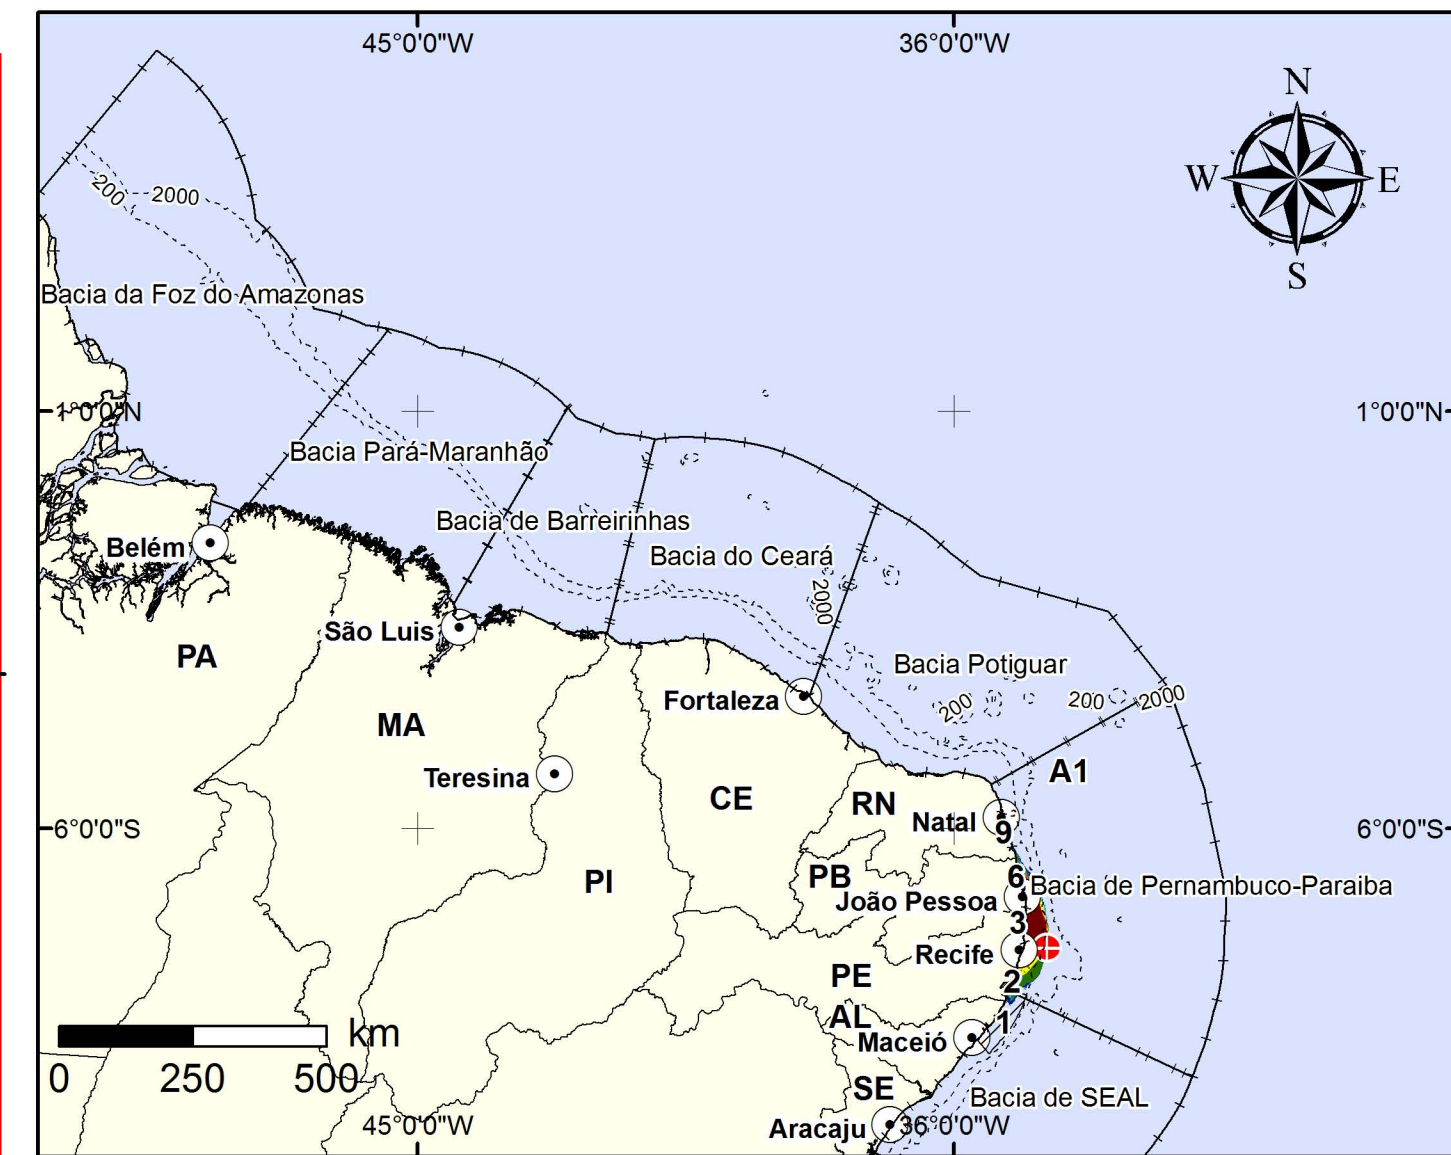 45°0'0"W
36°0'0"W
N
W
E
S
200
2000
Bacia da Foz do Amazonas
1°0'0"N
1°0'0"N
Bacia Pará-Maranhão
Bacia de Barreirinhas
Belém
Bacia do Ceará
2000
São Luis
PA
Bacia Potiguar
200
200
2000
Fortaleza
MA
A1
Teresina
CE
RN
Natal
9
6°0'0"S
6°0'0"S
PI
PB
6
Bacia de Pernambuco-Paraiba
João Pessoa
3
Recife
PE
2
AL
1
Maceió
km
0
250
500
SE
Bacia de SEAL
45°0'0"W
Aracaju
36°0'0"W